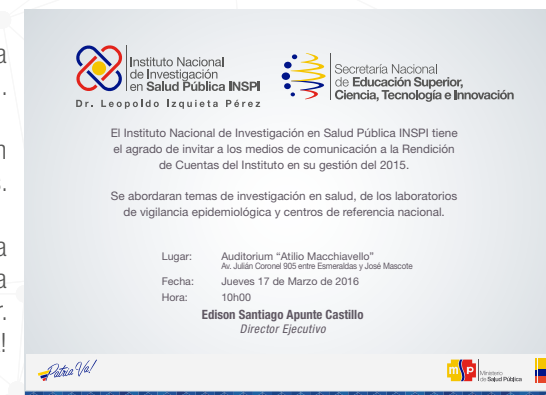 a
.
n
.
a
a
r.
!
Instituto Nacional
de Investigación
en Salud Pública INSPI
Dr. Leopoldo Izquieta Pérez
Secretaría Nacional
de Educación Superior,
Ciencia, Tecnología e Innovación
El Instituto Nacional de Investigación en Salud Pública INSPI tiene
el agrado de invitar a los medios de comunicación a la Rendición
de Cuentas del Instituto en su gestión del 2015.
Se abordaran temas de investigación en salud, de los laboratorios
de vigilancia epidemiológica y centros de referencia nacional.
Lugar: Auditorium "Atilio Macchiavello"
Av. Julián Coronel 905 entre Esmeraldas y José Mascote
Fecha: Jueves 17 de Marzo de 2016
Hora: 10h00
Edison Santiago Apunte Castillo
Director Ejecutivo
Patria Va!
msp Ministerio
de Salud Pública